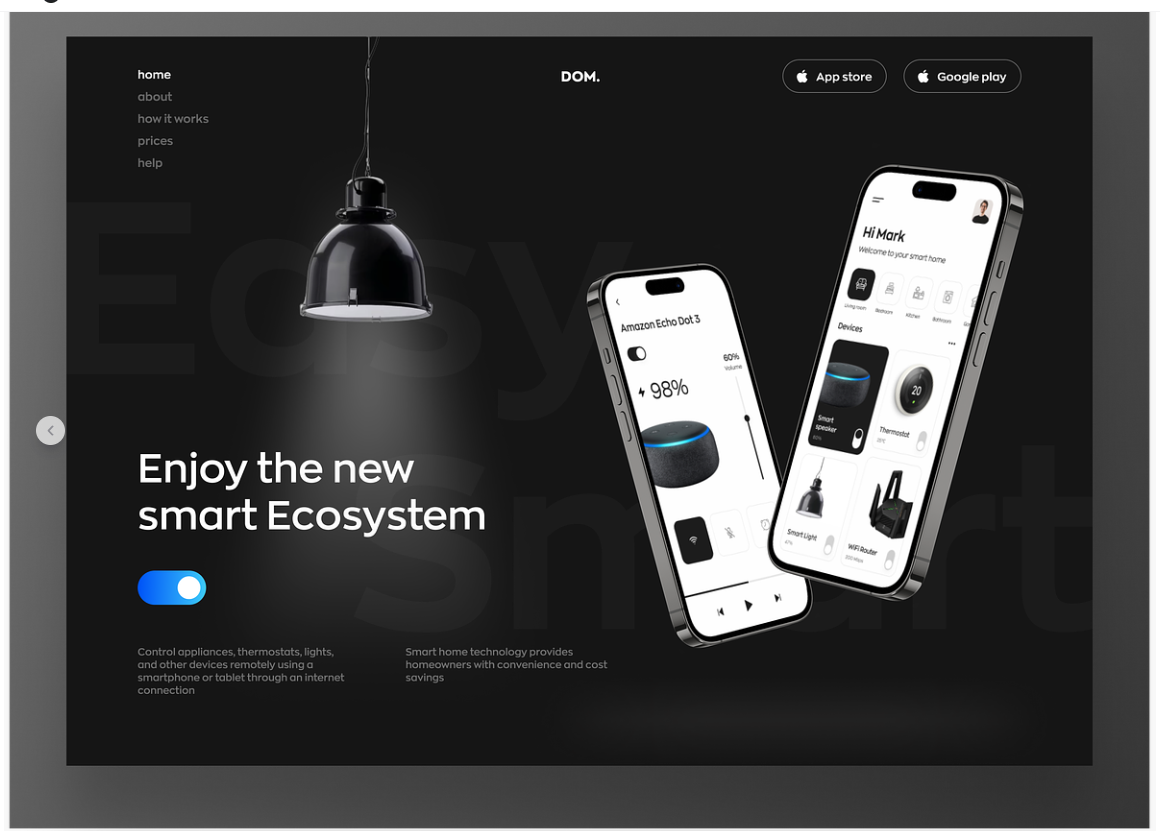 home
about
how it works
prices
help
DOM.
App store
Google play
Easy
Smart
Enjoy the new
smart Ecosystem
Control appliances, thermostats, lights,
and other devices remotely using a
smartphone or tablet through an internet
connection
Smart home technology provides
homeowners with convenience and cost
savings
Amazon Echo Dot 3
60%
Volume
98%
Hi Mark
Welcome to your smart home
Living room
Bedroom
Kitchen
Bathroom
Devices
Smart
speaker
20
Thermostat
Smart Light
WiFi Router